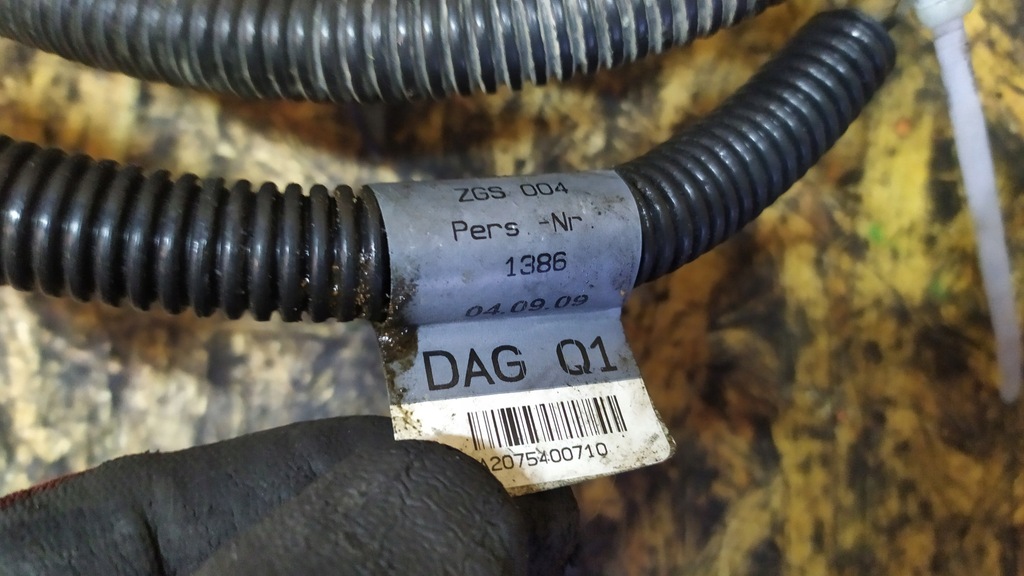 ZGS 004
Pers.-Nr.
1386
04.09.09
DAG Q1
A2075400710